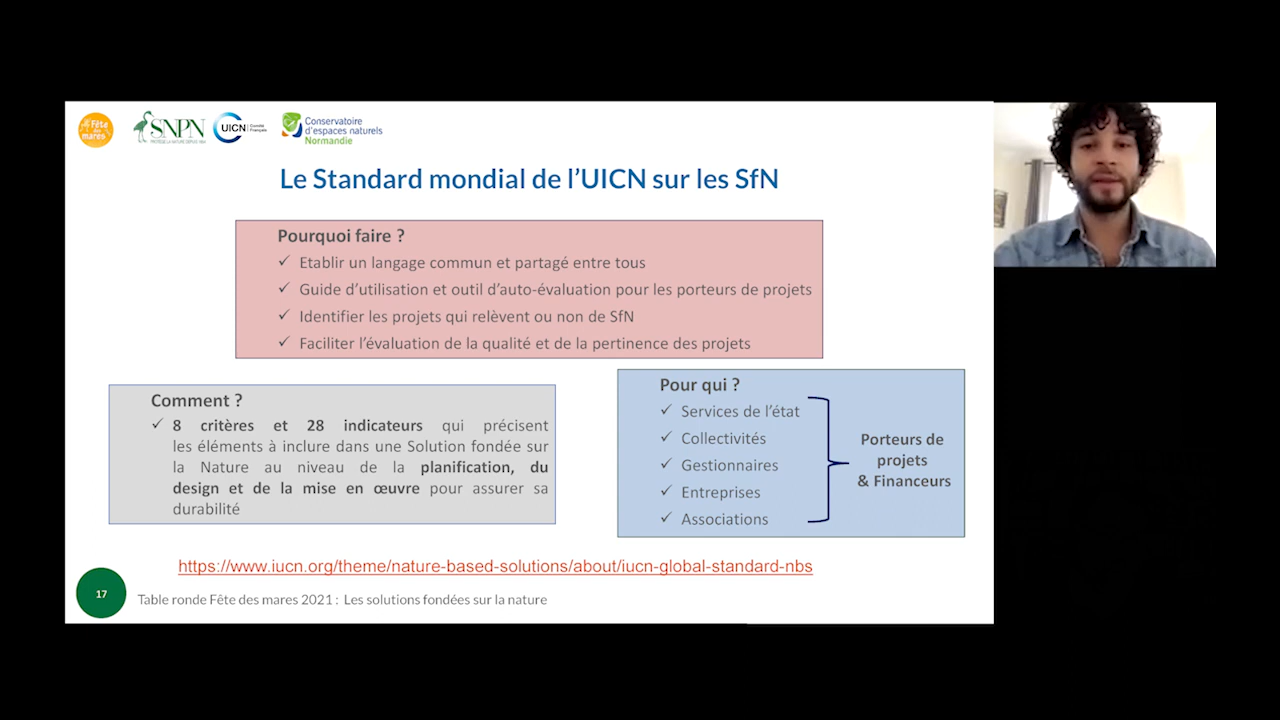 Fête
des
mares
SNPN
PROTÈGE LA NATURE DEPUIS 1854
UICN
Comité
Français
Conservatoire
d'espaces naturels
Normandie
Le Standard mondial de l'UICN sur les SfN
Pourquoi faire ?
✓ Etablir un langage commun et partagé entre tous
✓ Guide d'utilisation et outil d'auto-évaluation pour les porteurs de projets
✓ Identifier les projets qui relèvent ou non de SfN
✓ Faciliter l'évaluation de la qualité et de la pertinence des projets
Comment ?
✓ 8 critères et 28 indicateurs qui précisent
les éléments à inclure dans une Solution fondée sur
la Nature au niveau de la planification, du
design et de la mise en œuvre pour assurer sa
durabilité
Pour qui ?
✓ Services de l'état
✓ Collectivités
✓ Gestionnaires
✓ Entreprises
✓ Associations
Porteurs de
projets
& Financeurs
https://www.iucn.org/theme/nature-based-solutions/about/iucn-global-standard-nbs
17
Table ronde Fête des mares 2021 : Les solutions fondées sur la nature